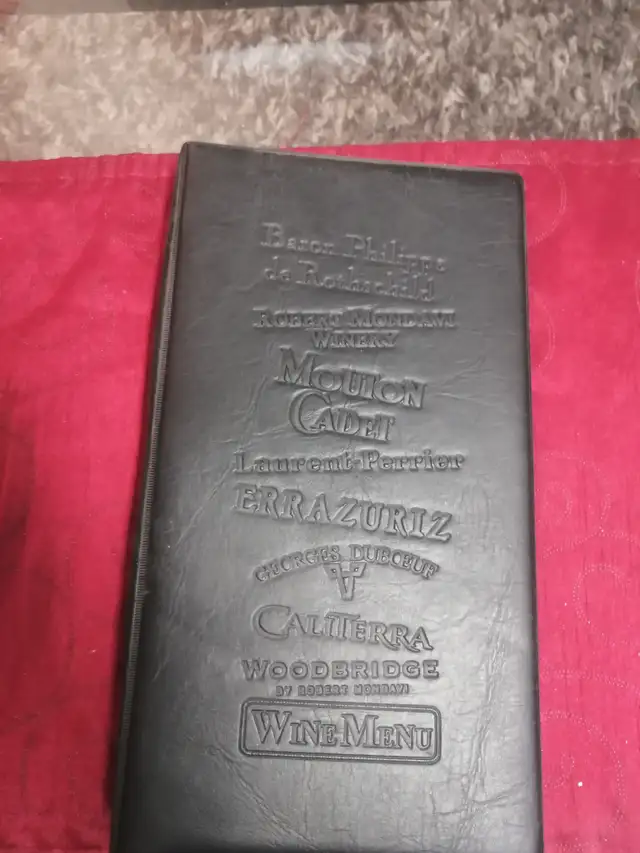 Baron Philippe
de Rothschild
ROBERT MONDAVI
WINERY
MOUTON
CADET
Laurent-Perrier
ERRAZURIZ
GEORGES DUBŒUF
CALITERRA
WOODBRIDGE
BY ROBERT MONDAVI
WINE MENU